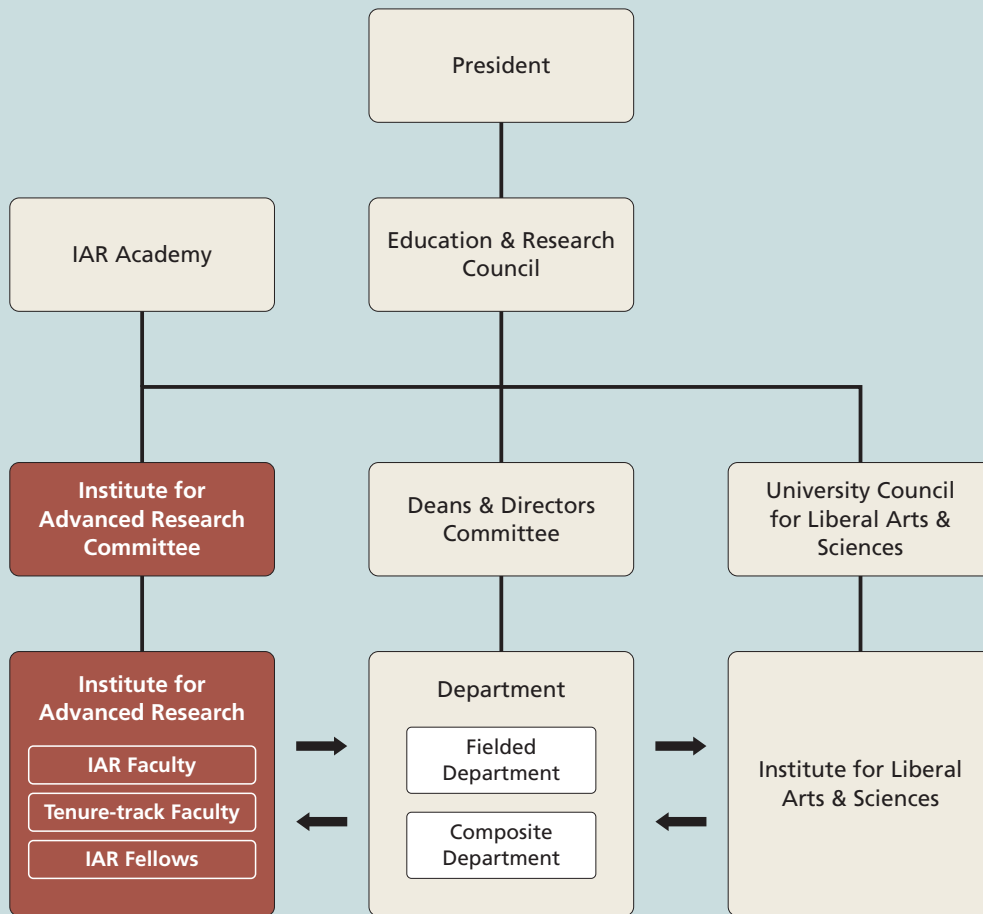 President
IAR Academy
Education & Research
Council
Institute for
Advanced Research
Committee
Deans & Directors
Committee
University Council
for Liberal Arts &
Sciences
Institute for
Advanced Research
IAR Faculty
Tenure-track Faculty
IAR Fellows
Department
Fielded
Department
Composite
Department
Institute for Liberal
Arts & Sciences